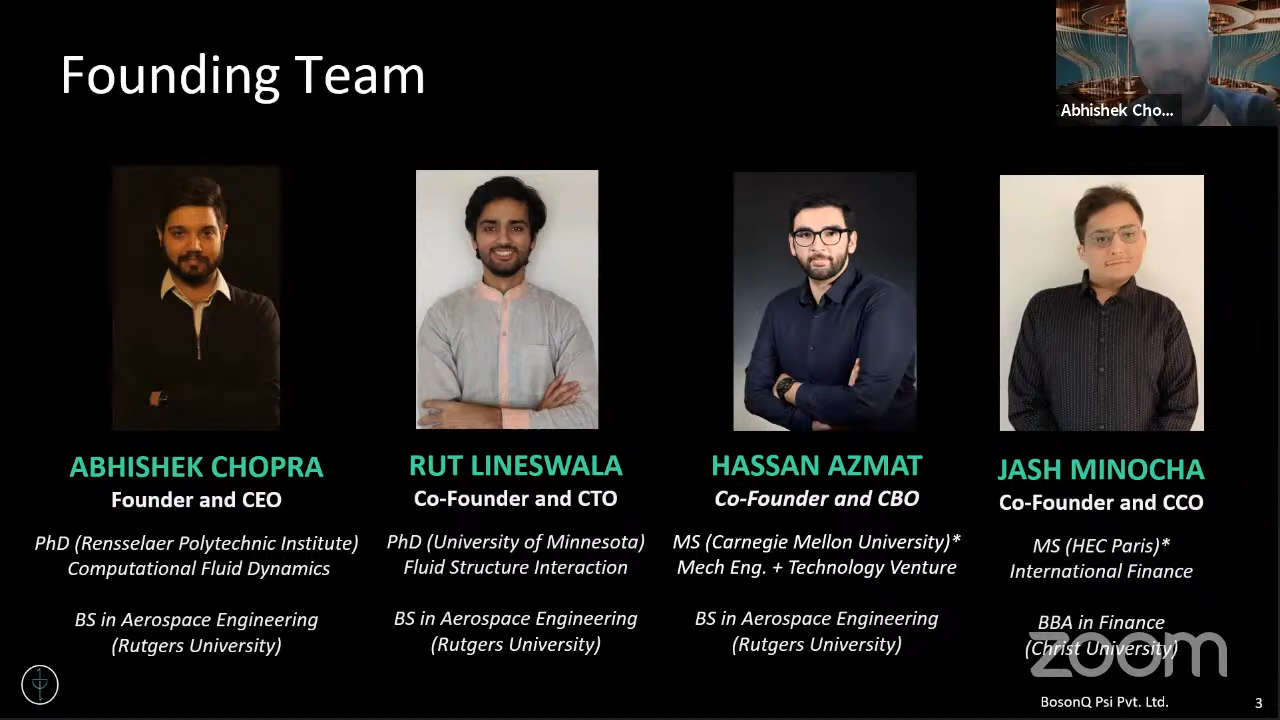 Founding Team
Abhishek Cho...
ABHISHEK CHOPRA
Founder and CEO
PhD (Rensselaer Polytechnic Institute)
Computational Fluid Dynamics
BS in Aerospace Engineering
(Rutgers University)
RUT LINESWALA
Co-Founder and CTO
PhD (University of Minnesota)
Fluid Structure Interaction
BS in Aerospace Engineering
(Rutgers University)
HASSAN AZMAT
Co-Founder and CBO
MS (Carnegie Mellon University)*
Mech Eng. + Technology Venture
BS in Aerospace Engineering
(Rutgers University)
JASH MINOCHA
Co-Founder and CCO
MS (HEC Paris)*
International Finance
BBA in Finance
(Christ University)
zoom
BosonQ Psi Pvt. Ltd.
3